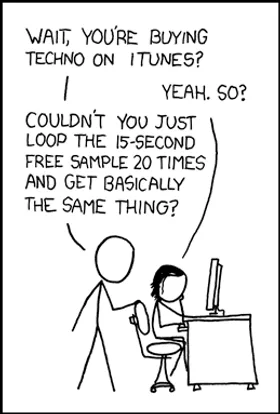 WAIT, YOU'RE BUYING
TECHNO ON ITUNES?
YEAH. SO?
COULDN'T YOU JUST
LOOP THE 15-SECOND
FREE SAMPLE 20 TIMES
AND GET BASICALLY
THE SAME THING?